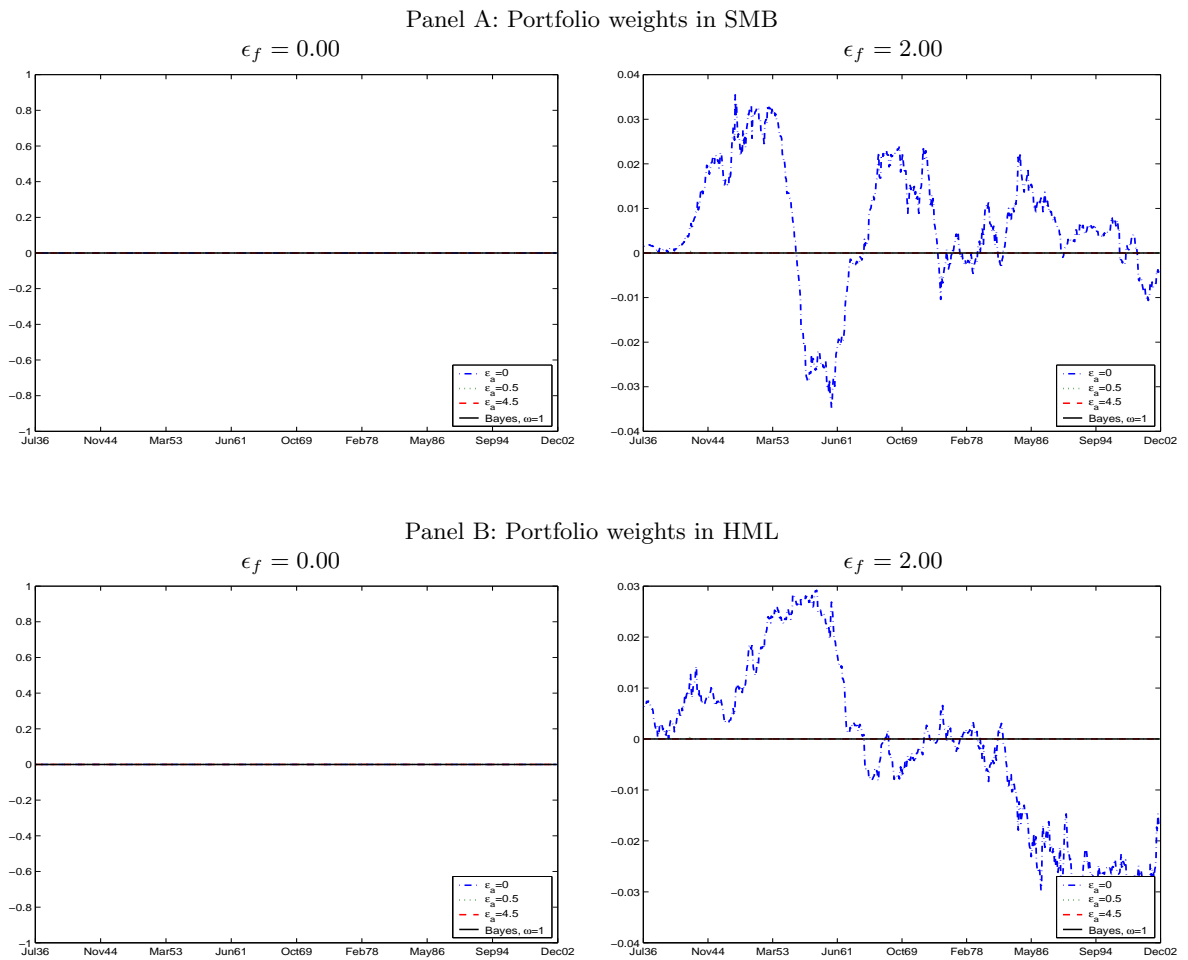 Panel A: Portfolio weights in SMB
ϵf = 0.00
1
0.8
0.6
0.4
0.2
0
−0.2
−0.4
−0.6
−0.8
−1
Jul36 Nov44 Mar53 Jun61 Oct69 Feb78 May86 Sep94 Dec02
εa=0
εa=0.5
εa=4.5
Bayes, ω=1
ϵf = 2.00
0.04
0.03
0.02
0.01
0
−0.01
−0.02
−0.03
−0.04
Jul36 Nov44 Mar53 Jun61 Oct69 Feb78 May86 Sep94 Dec02
εa=0
εa=0.5
εa=4.5
Bayes, ω=1
Panel B: Portfolio weights in HML
ϵf = 0.00
1
0.8
0.6
0.4
0.2
0
−0.2
−0.4
−0.6
−0.8
−1
Jul36 Nov44 Mar53 Jun61 Oct69 Feb78 May86 Sep94 Dec02
εa=0
εa=0.5
εa=4.5
Bayes, ω=1
ϵf = 2.00
0.03
0.02
0.01
0
−0.01
−0.02
−0.03
−0.04
Jul36 Nov44 Mar53 Jun61 Oct69 Feb78 May86 Sep94 Dec02
εa=0
εa=0.5
εa=4.5
Bayes, ω=1